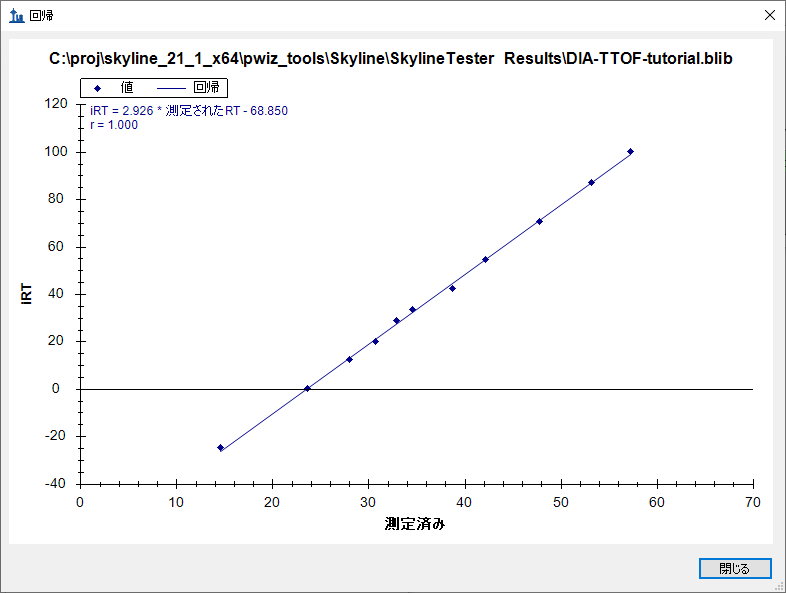 回帰
C:\proj\skyline_21_1_x64\pwiz_tools\Skyline\SkylineTester Results\DIA-TTOF-tutorial.blib
値 回帰
iRT = 2.926 * 測定されたRT - 68.850
r = 1.000
120
100
80
60
40
20
0
-20
-40
iRT
0 10 20 30 40 50 60 70
測定済み
閉じる